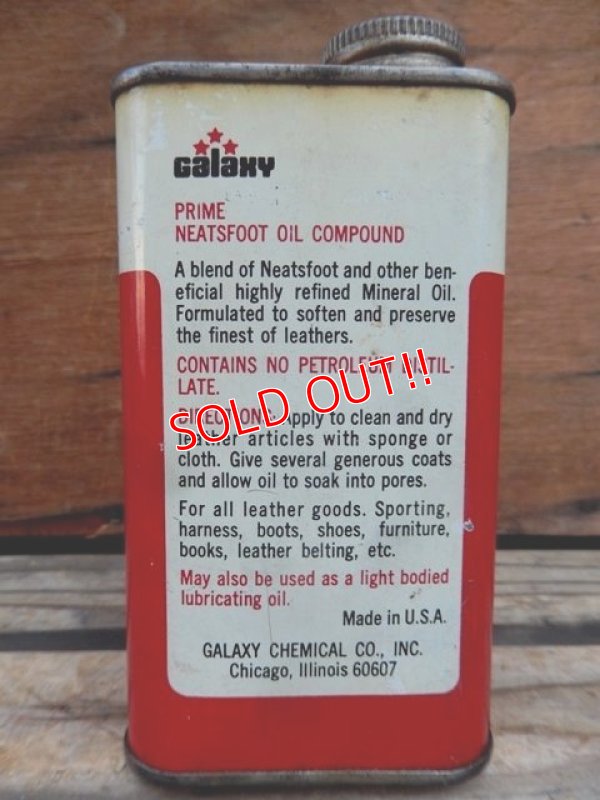 Galaxy
PRIME
NEATSFOOT OIL COMPOUND
A blend of Neatsfoot and other ben-
eficial highly refined Mineral Oil.
Formulated to soften and preserve
the finest of leathers.
CONTAINS NO PETROLEUM DISTIL-
LATE.
SOLD OUT!!
DIRECTIONS: Apply to clean and dry
leather articles with sponge or
cloth. Give several generous coats
and allow oil to soak into pores.
For all leather goods. Sporting,
harness, boots, shoes, furniture,
books, leather belting, etc.
May also be used as a light bodied
lubricating oil.
Made in U.S.A.
GALAXY CHEMICAL CO., INC.
Chicago, Illinois 60607